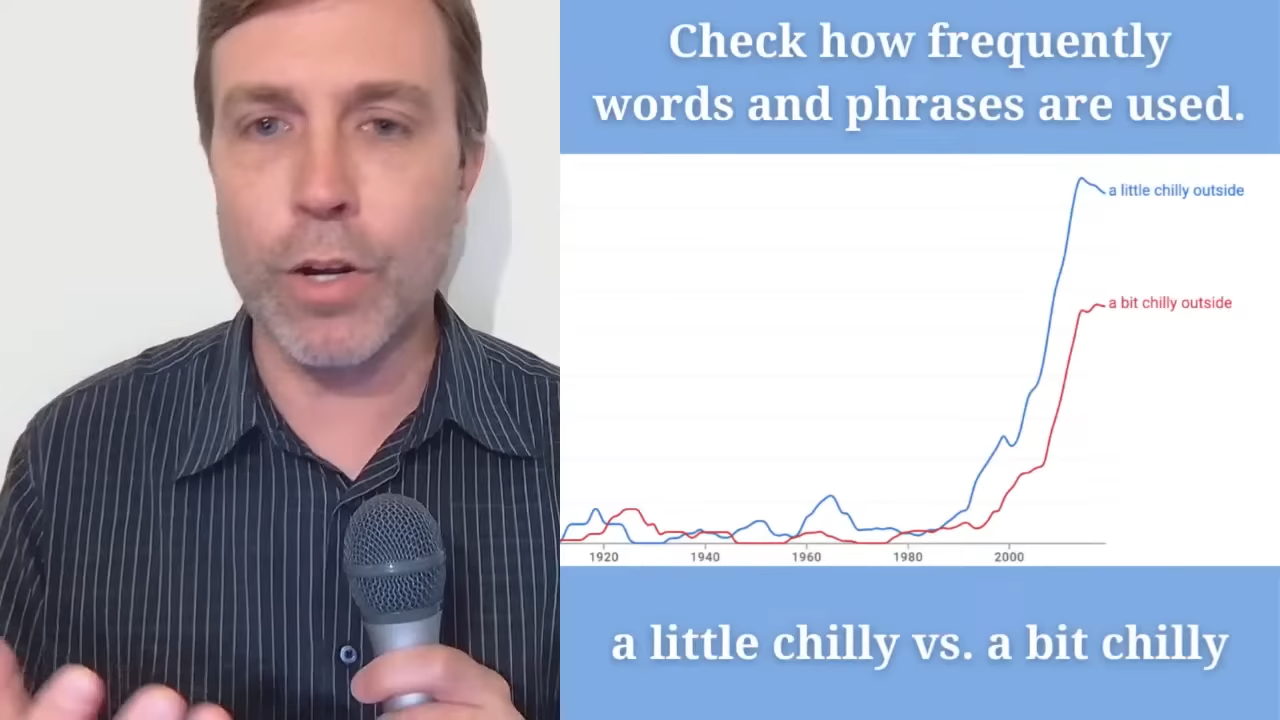 Check how frequently
words and phrases are used.
a little chilly outside
a bit chilly outside
1920 1940 1960 1980 2000
a little chilly vs. a bit chilly